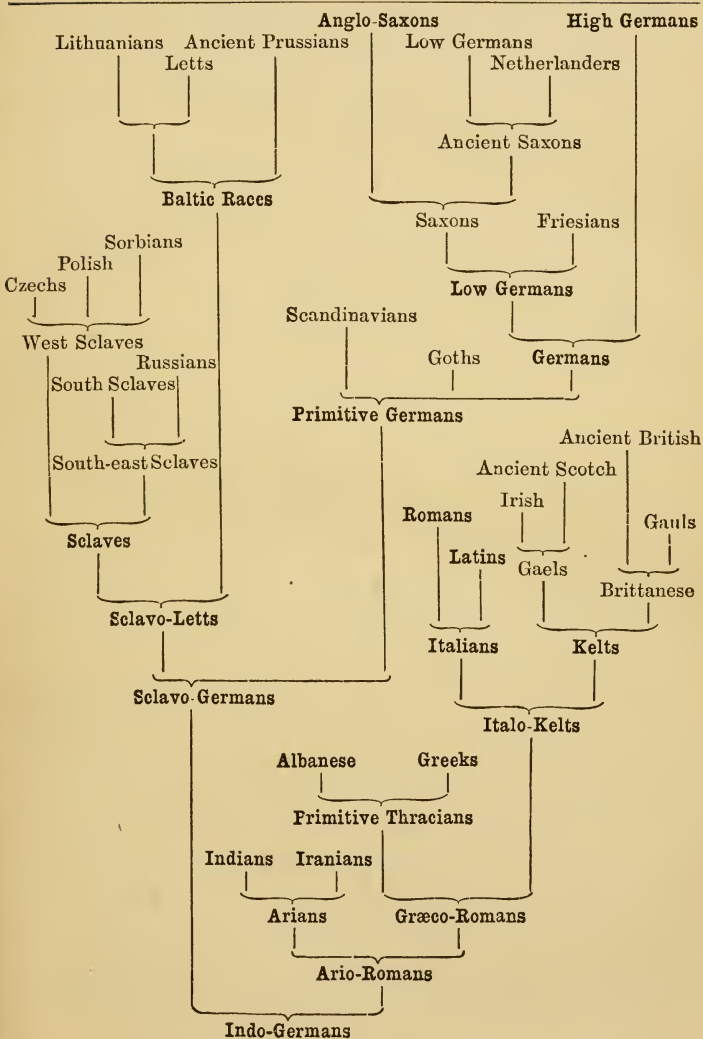 Anglo-Saxons High Germans
Lithuanians Ancient Prussians Low Germans
Letts Netherlanders
Ancient Saxons
Baltic Races
Saxons Friesians
Sorbians
Polish
Czechs
Low Germans
Scandinavians
West Sclaves
Russians
Goths Germans
South Sclaves
Primitive Germans
Ancient British
South-east Sclaves
Ancient Scotch
Irish
Romans
Gauls
Sclaves
Latins
Gaels
Brittanese
Sclavo-Letts
Italians Kelts
Sclavo-Germans
Italo-Kelts
Albanese Greeks
Primitive Thracians
Indians Iranians
Arians Græco-Romans
Ario-Romans
Indo-Germans